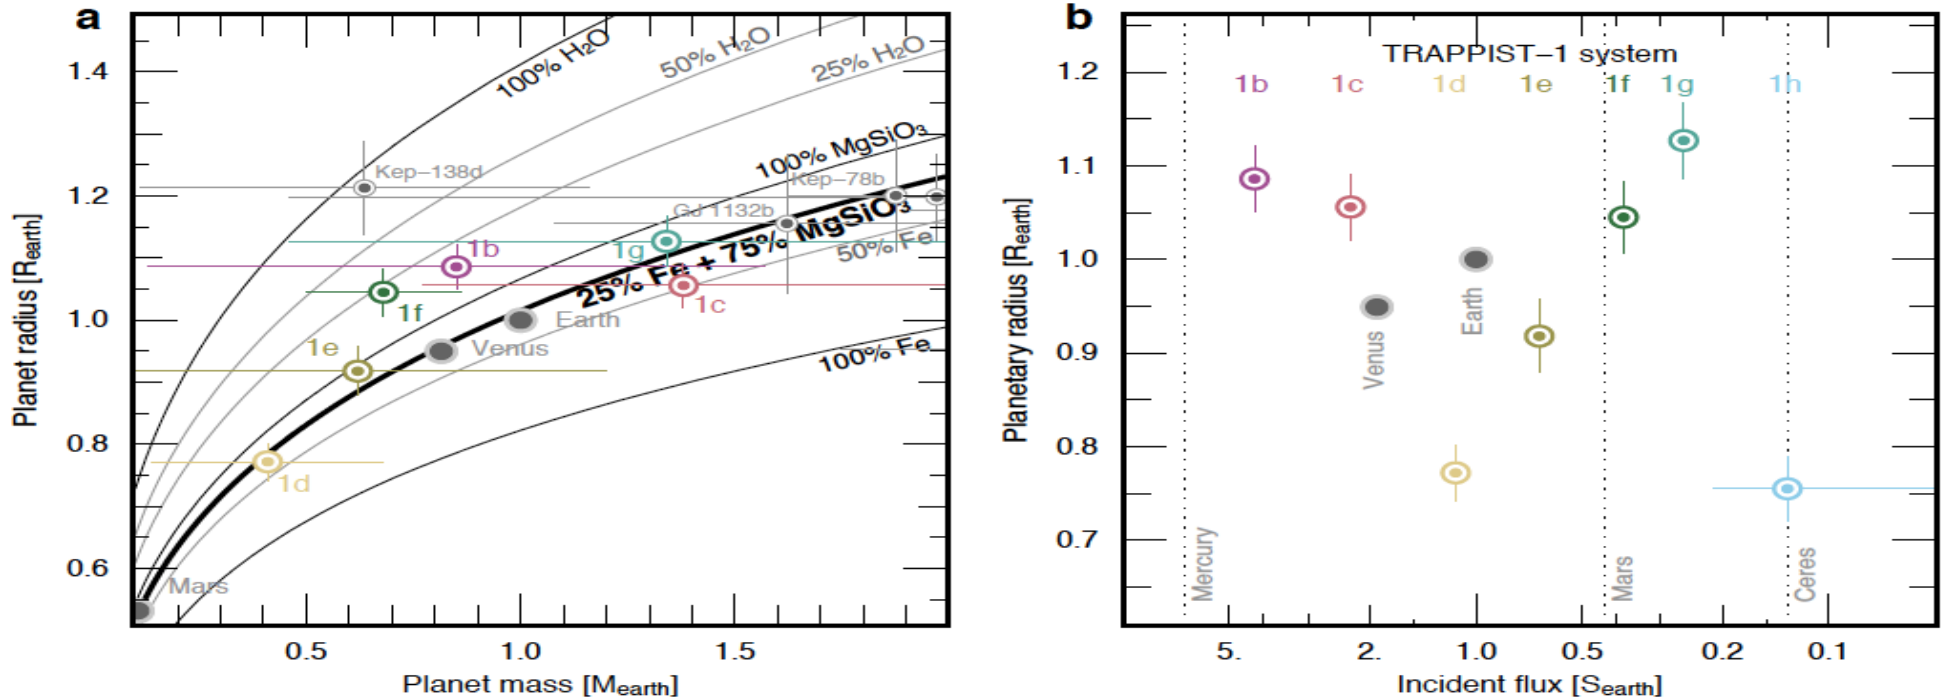 a
Planet radius [Rearth]
1.4
1.2
1.0
0.8
0.6
100% H₂O
50% H₂O
25% H₂O
100% MgSiO₃
Kep–138d
Kep–78b
GJ 1132b
25% Fe + 75% MgSiO₃
50% Fe
1g
1b
1f
1c
Earth
1e
Venus
100% Fe
1d
Mars
0.5
1.0
1.5
Planet mass [Mearth]
b
TRAPPIST–1 system
1b 1c 1d 1e 1f 1g 1h
Planetary radius [Rearth]
1.2
1.1
1.0
0.9
0.8
0.7
Mercury
Venus
Earth
Mars
Ceres
5. 2. 1.0 0.5 0.2 0.1
Incident flux [Searth]